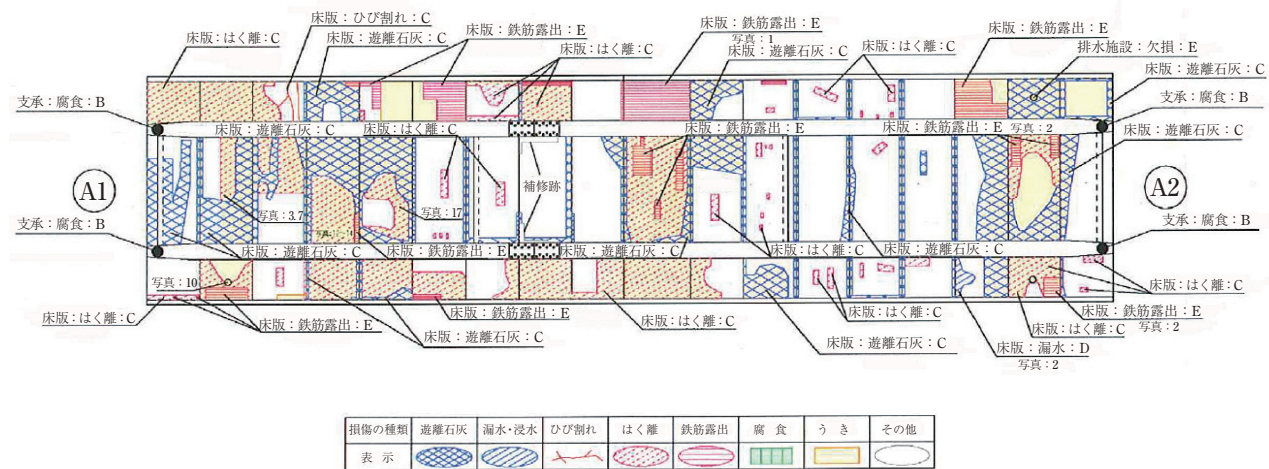 床版：ひび割れ：C
床版：はく離：C
床版：遊離石灰：C
床版：鉄筋露出：E
床版：はく離：C
床版：鉄筋露出：E
写真：1
床版：遊離石灰：C
床版：はく離：C
床版：鉄筋露出：E
排水施設：欠損：E
床版：遊離石灰：C
支承：腐食：B
支承：腐食：B
床版：遊離石灰：C
床版：はく離：C
床版：鉄筋露出：E
床版：鉄筋露出：E
写真：2
床版：遊離石灰：C
A1
補修跡
A2
写真：3.7
写真：17
支承：腐食：B
支承：腐食：B
床版：遊離石灰：C
床版：鉄筋露出：E
床版：遊離石灰：C
床版：はく離：C
床版：遊離石灰：C
写真：10
床版：はく離：C
床版：はく離：C
床版：鉄筋露出：E
床版：鉄筋露出：E
床版：はく離：C
床版：はく離：C
床版：鉄筋露出：E
写真：2
床版：遊離石灰：C
床版：はく離：C
床版：遊離石灰：C
床版：漏水：D
写真：2
損傷の種類 遊離石灰 漏水・浸水 ひび割れ はく離 鉄筋露出 腐 食 う き その他
表 示